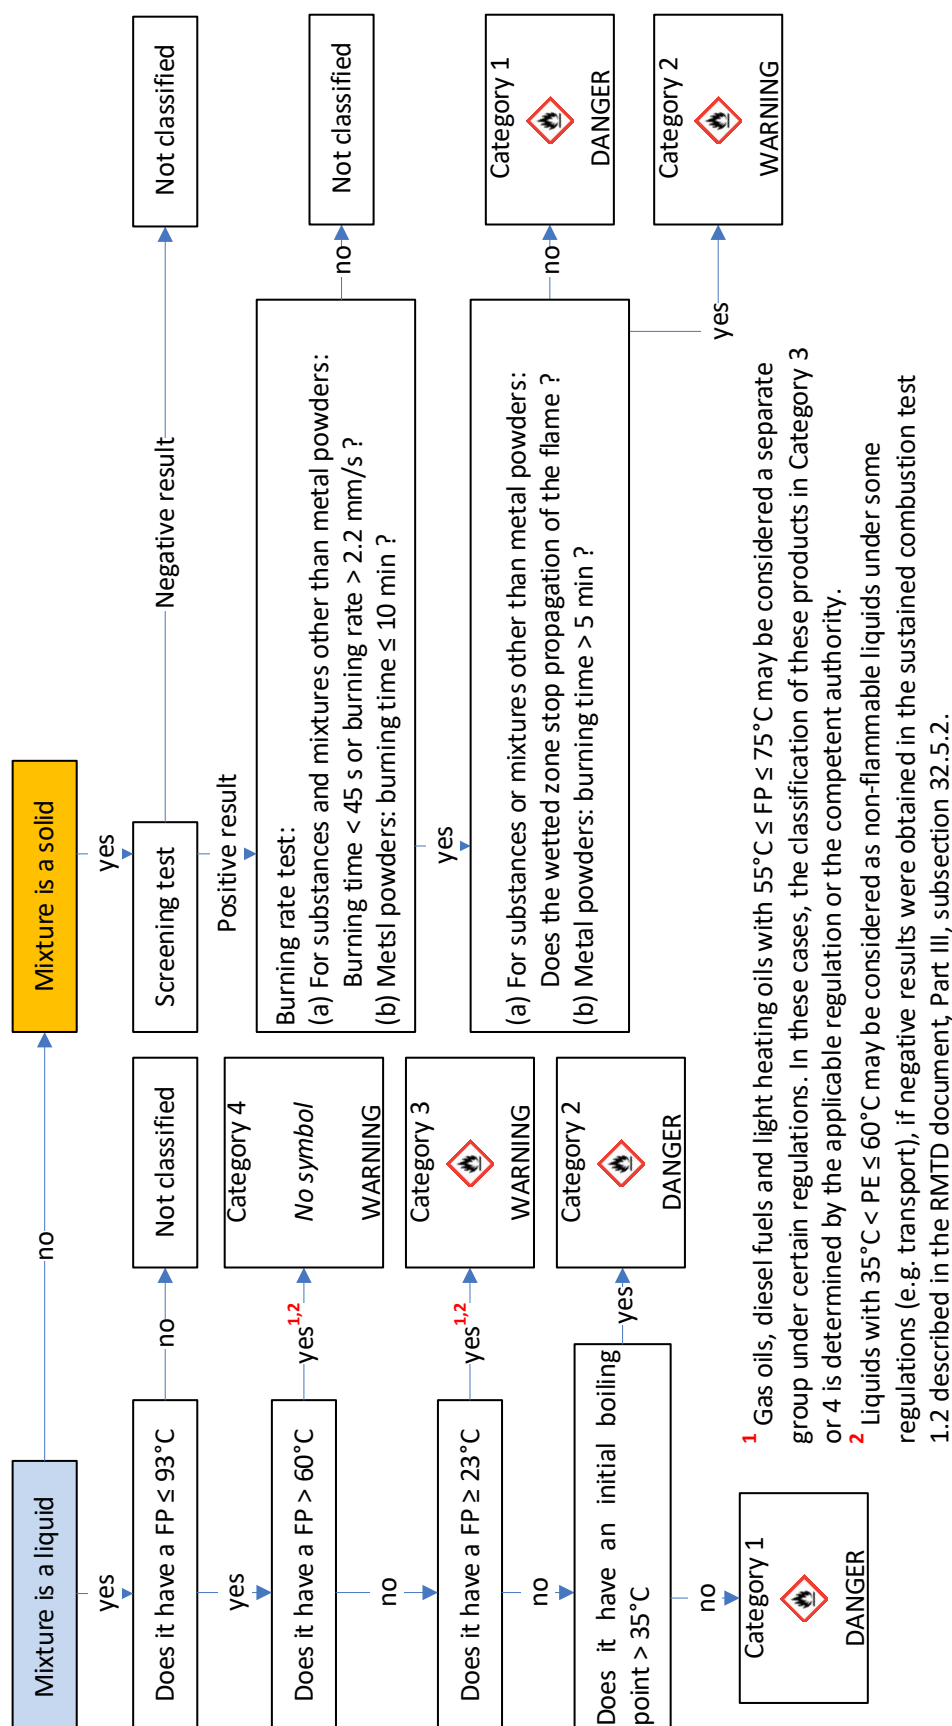 Mixture is a liquid
no
Mixture is a solid
yes
Does it have a FP ≤ 93°C
no
Not classified
yes
Does it have a FP > 60°C
yes1,2
Category 4
No symbol
WARNING
no
Does it have a FP ≥ 23°C
yes1,2
Category 3
WARNING
no
Does it have an initial boiling
point > 35°C
yes
Category 2
DANGER
no
Category 1
DANGER
yes
Screening test
Negative result
Not classified
Positive result
Burning rate test:
(a) For substances and mixtures other than metal powders:
Burning time < 45 s or burning rate > 2.2 mm/s ?
(b) Metsl powders: burning time ≤ 10 min ?
no
Not classified
yes
(a) For substances or mixtures other than metal powders:
Does the wetted zone stop propagation of the flame ?
(b) Metal powders: burning time > 5 min ?
no
Category 1
DANGER
yes
Category 2
WARNING
1 Gas oils, diesel fuels and light heating oils with 55°C ≤ FP ≤ 75°C may be considered a separate
group under certain regulations. In these cases, the classification of these products in Category 3
or 4 is determined by the applicable regulation or the competent authority.
2 Liquids with 35°C < PE ≤ 60°C may be considered as non-flammable liquids under some
regulations (e.g. transport), if negative results were obtained in the sustained combustion test
1.2 described in the RMTD document, Part III, subsection 32.5.2.